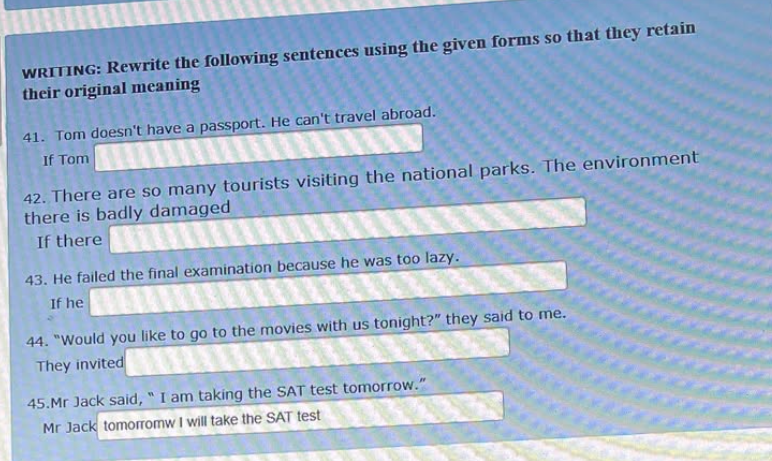 WRITING: Rewrite the following sentences using the given forms so that they retain
their original meaning
41. Tom doesn't have a passport. He can't travel abroad.
If Tom
42. There are so many tourists visiting the national parks. The environment
there is badly damaged
If there
43. He failed the final examination because he was too lazy.
If he
44. "Would you like to go to the movies with us tonight?" they said to me.
They invited
45.Mr Jack said, " I am taking the SAT test tomorrow."
Mr Jack tomorromw I will take the SAT test